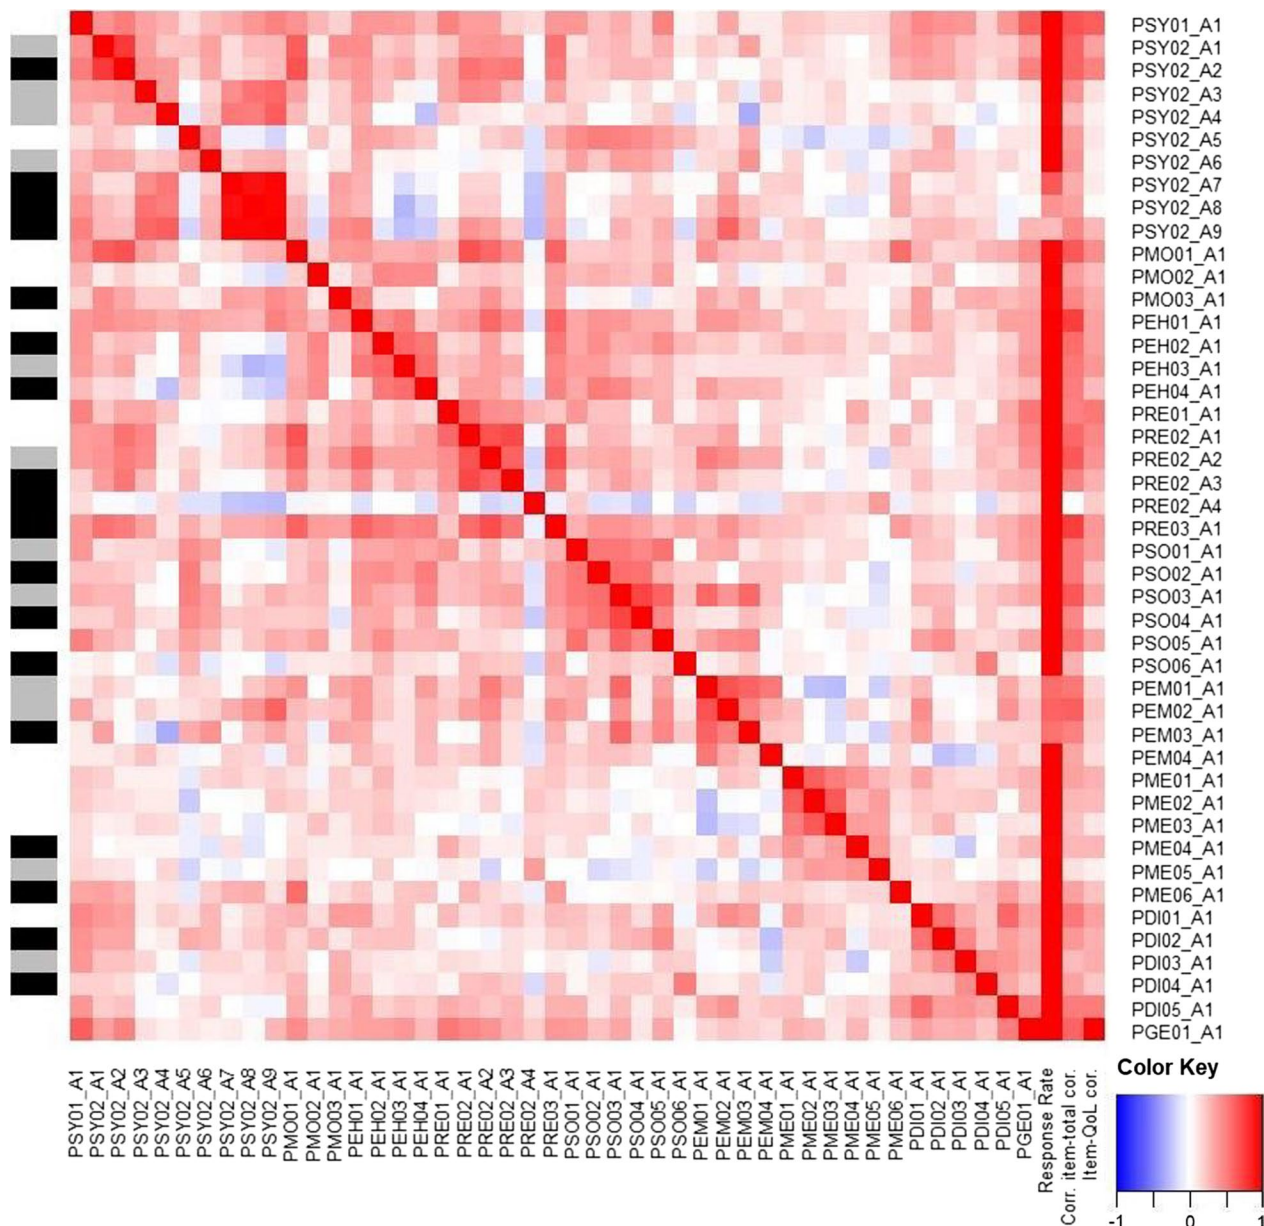 PSY01_A1
PSY02_A1
PSY02_A2
PSY02_A3
PSY02_A4
PSY02_A5
PSY02_A6
PSY02_A7
PSY02_A8
PSY02_A9
PMO01_A1
PMO02_A1
PMO03_A1
PEH01_A1
PEH02_A1
PEH03_A1
PEH04_A1
PRE01_A1
PRE02_A1
PRE02_A2
PRE02_A3
PRE02_A4
PRE03_A1
PSO01_A1
PSO02_A1
PSO03_A1
PSO04_A1
PSO05_A1
PSO06_A1
PEM01_A1
PEM02_A1
PEM03_A1
PEM04_A1
PME01_A1
PME02_A1
PME03_A1
PME04_A1
PME05_A1
PME06_A1
PDI01_A1
PDI02_A1
PDI03_A1
PDI04_A1
PDI05_A1
PGE01_A1
PSY01_A1
PSY02_A1
PSY02_A2
PSY02_A3
PSY02_A4
PSY02_A5
PSY02_A6
PSY02_A7
PSY02_A8
PSY02_A9
PMO01_A1
PMO02_A1
PMO03_A1
PEH01_A1
PEH02_A1
PEH03_A1
PEH04_A1
PRE01_A1
PRE02_A1
PRE02_A2
PRE02_A3
PRE02_A4
PRE03_A1
PSO01_A1
PSO02_A1
PSO03_A1
PSO04_A1
PSO05_A1
PSO06_A1
PEM01_A1
PEM02_A1
PEM03_A1
PEM04_A1
PME01_A1
PME02_A1
PME03_A1
PME04_A1
PME05_A1
PME06_A1
PDI01_A1
PDI02_A1
PDI03_A1
PDI04_A1
PDI05_A1
PGE01_A1
Response Rate
Corr. item-total cor.
Item-QoL cor.
Color Key
-1 0 1